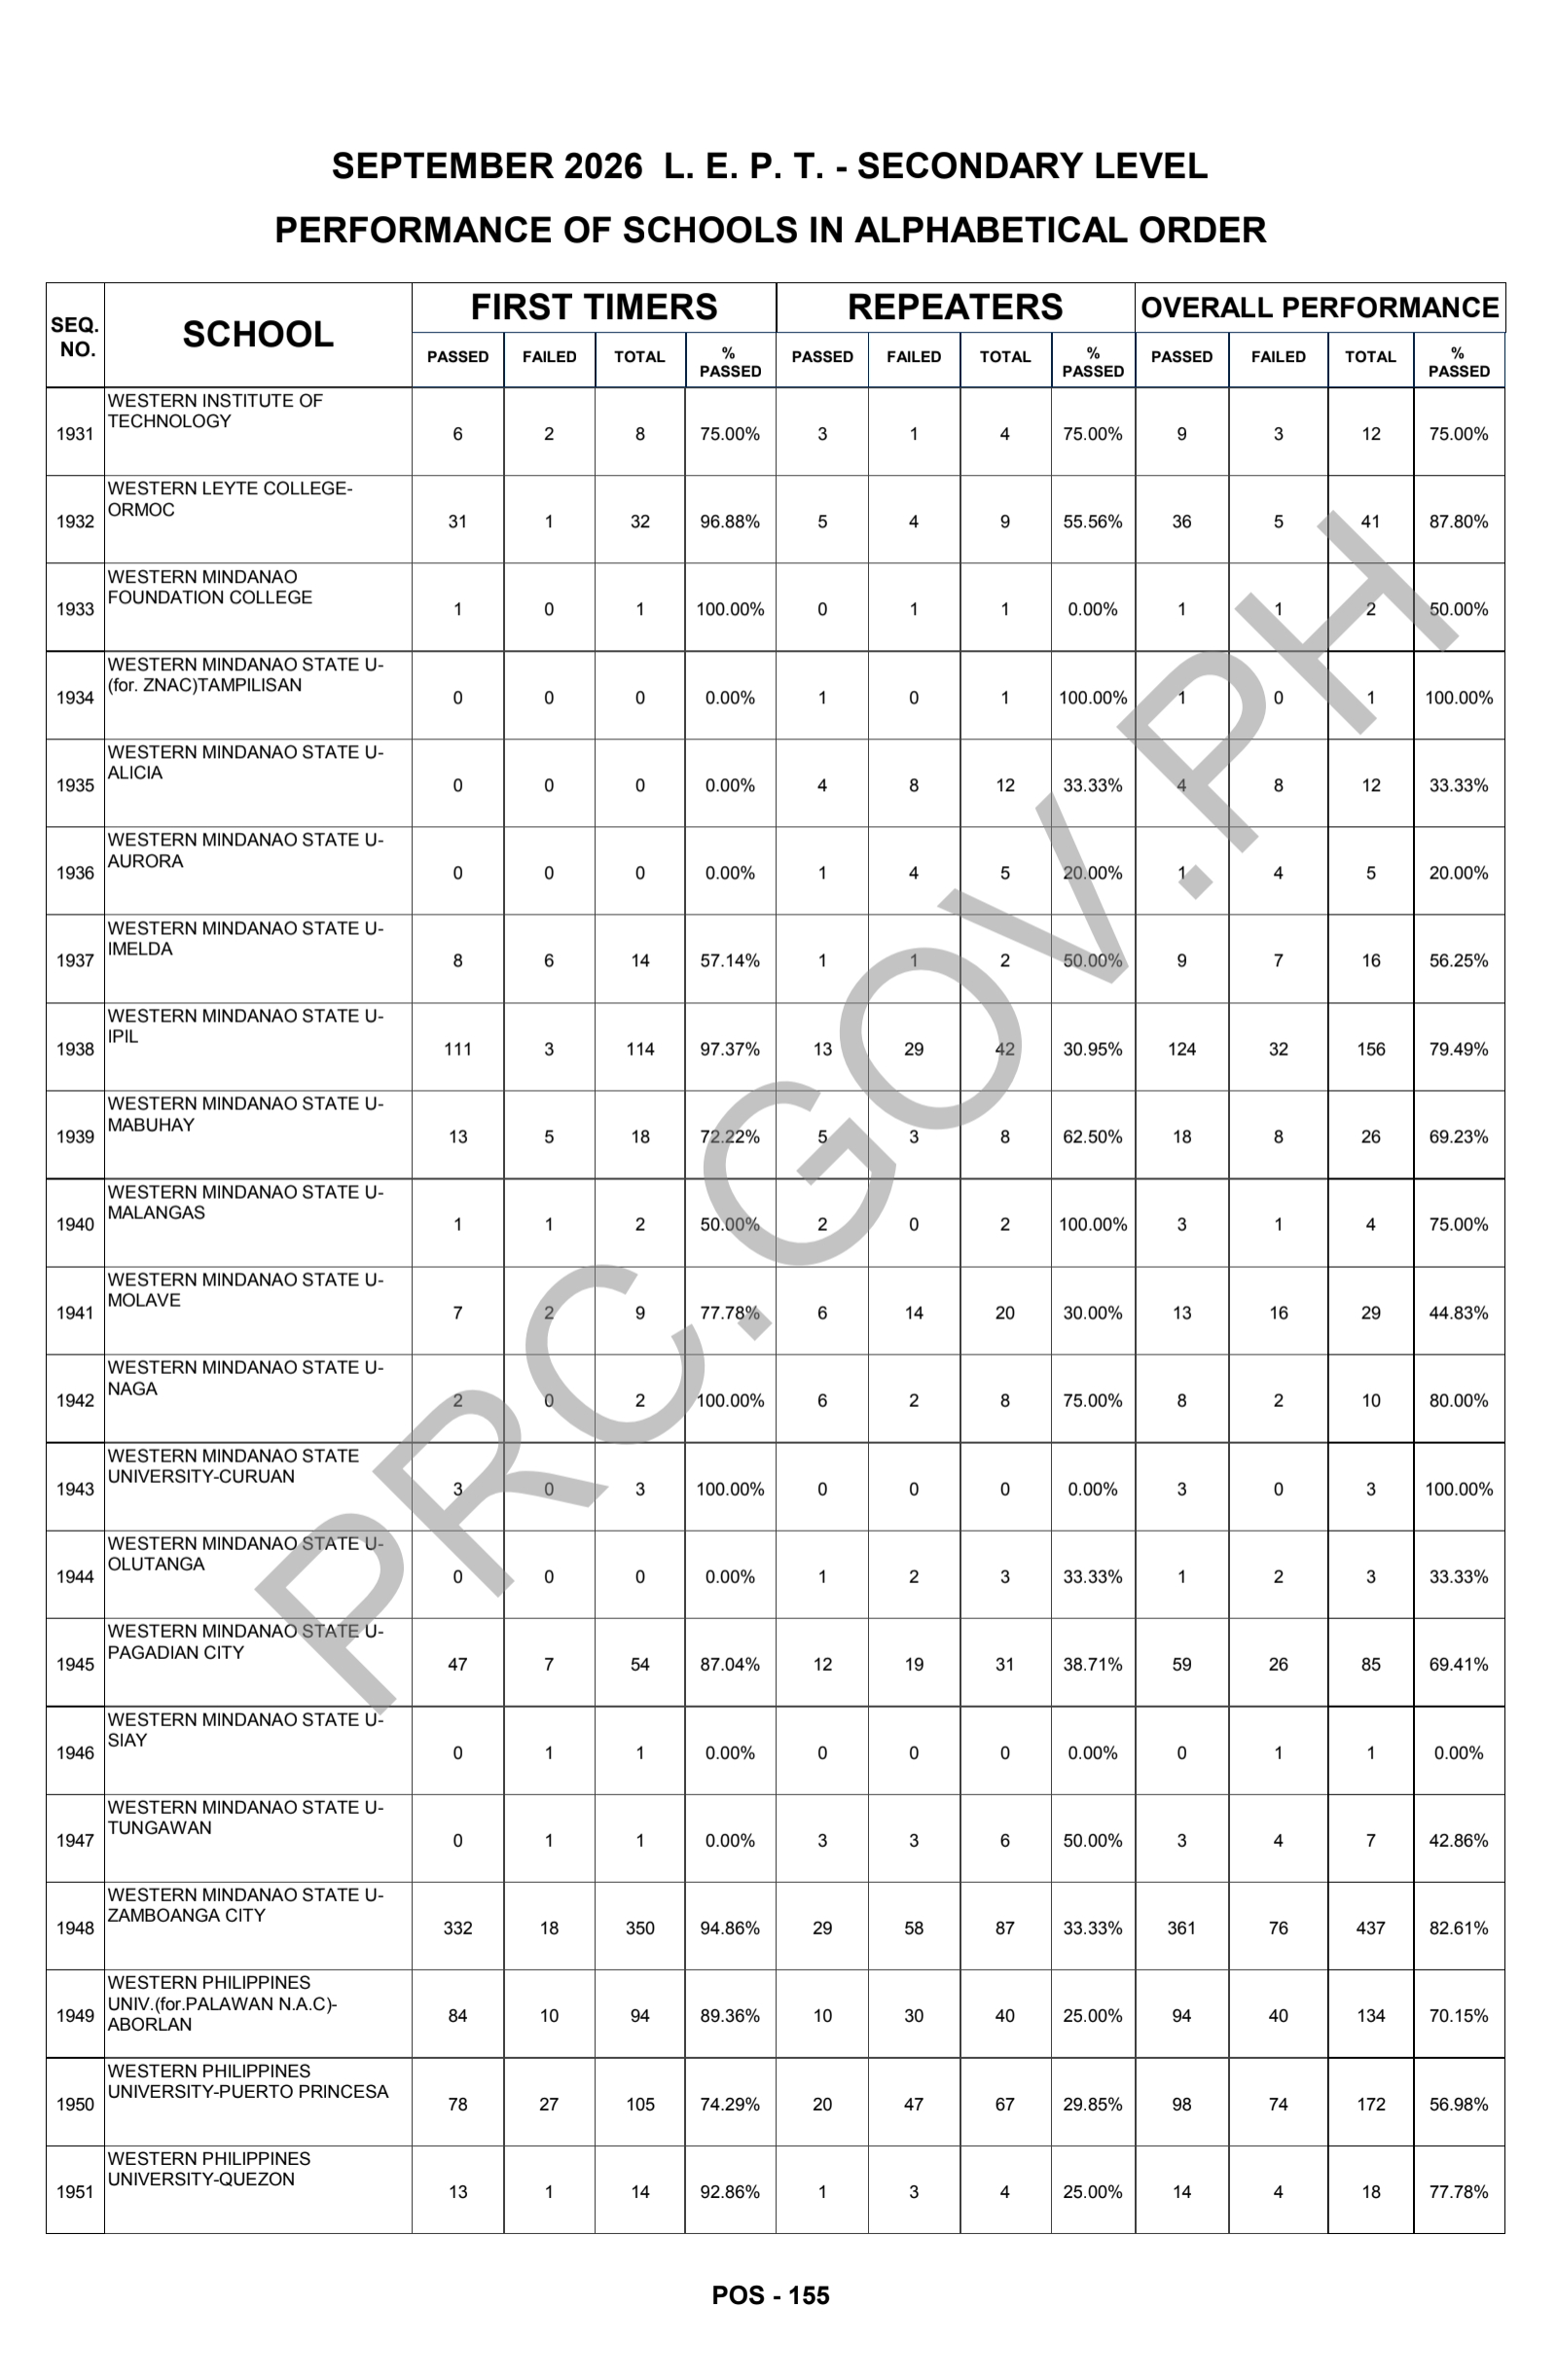 SEPTEMBER 2026 L. E. P. T. - SECONDARY LEVEL
PERFORMANCE OF SCHOOLS IN ALPHABETICAL ORDER
SEQ. NO. SCHOOL FIRST TIMERS REPEATERS OVERALL PERFORMANCE
PASSED FAILED TOTAL % PASSED PASSED FAILED TOTAL % PASSED PASSED FAILED TOTAL % PASSED
WESTERN INSTITUTE OF
TECHNOLOGY
1931 6 2 8 75.00% 3 1 4 75.00% 9 3 12 75.00%
WESTERN LEYTE COLLEGE-
ORMOC
1932 31 1 32 96.88% 5 4 9 55.56% 36 5 41 87.80%
WESTERN MINDANAO
FOUNDATION COLLEGE
1933 1 0 1 100.00% 0 1 1 0.00% 1 1 2 50.00%
WESTERN MINDANAO STATE U-
(for. ZNAC)TAMPILISAN
1934 0 0 0 0.00% 1 0 1 100.00% 1 0 1 100.00%
WESTERN MINDANAO STATE U-
ALICIA
1935 0 0 0 0.00% 4 8 12 33.33% 4 8 12 33.33%
WESTERN MINDANAO STATE U-
AURORA
1936 0 0 0 0.00% 1 4 5 20.00% 1 4 5 20.00%
WESTERN MINDANAO STATE U-
IMELDA
1937 8 6 14 57.14% 1 1 2 50.00% 9 7 16 56.25%
WESTERN MINDANAO STATE U-
IPIL
1938 111 3 114 97.37% 13 29 42 30.95% 124 32 156 79.49%
WESTERN MINDANAO STATE U-
MABUHAY
1939 13 5 18 72.22% 5 3 8 62.50% 18 8 26 69.23%
WESTERN MINDANAO STATE U-
MALANGAS
1940 1 1 2 50.00% 2 0 2 100.00% 3 1 4 75.00%
WESTERN MINDANAO STATE U-
MOLAVE
1941 7 2 9 77.78% 6 14 20 30.00% 13 16 29 44.83%
WESTERN MINDANAO STATE U-
NAGA
1942 2 0 2 100.00% 6 2 8 75.00% 8 2 10 80.00%
WESTERN MINDANAO STATE
UNIVERSITY-CURUAN
1943 3 0 3 100.00% 0 0 0 0.00% 3 0 3 100.00%
WESTERN MINDANAO STATE U-
OLUTANGA
1944 0 0 0 0.00% 1 2 3 33.33% 1 2 3 33.33%
WESTERN MINDANAO STATE U-
PAGADIAN CITY
1945 47 7 54 87.04% 12 19 31 38.71% 59 26 85 69.41%
WESTERN MINDANAO STATE U-
SIAY
1946 0 1 1 0.00% 0 0 0 0.00% 0 1 1 0.00%
WESTERN MINDANAO STATE U-
TUNGAWAN
1947 0 1 1 0.00% 3 3 6 50.00% 3 4 7 42.86%
WESTERN MINDANAO STATE U-
ZAMBOANGA CITY
1948 332 18 350 94.86% 29 58 87 33.33% 361 76 437 82.61%
WESTERN PHILIPPINES
UNIV.(for.PALAWAN N.A.C)-
ABORLAN
1949 84 10 94 89.36% 10 30 40 25.00% 94 40 134 70.15%
WESTERN PHILIPPINES
UNIVERSITY-PUERTO PRINCESA
1950 78 27 105 74.29% 20 47 67 29.85% 98 74 172 56.98%
WESTERN PHILIPPINES
UNIVERSITY-QUEZON
1951 13 1 14 92.86% 1 3 4 25.00% 14 4 18 77.78%
PRC.GOV.PH
POS - 155